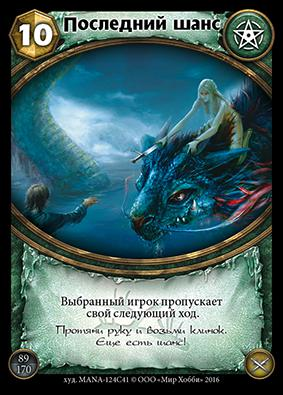 10
Последний шанс
Выбранный игрок пропускает
свой следующий ход.
Протяни руку и возьми клинок.
Еще есть шанс!
89
170
худ. MANA-124C41 © ООО «Мир Хобби» 2016